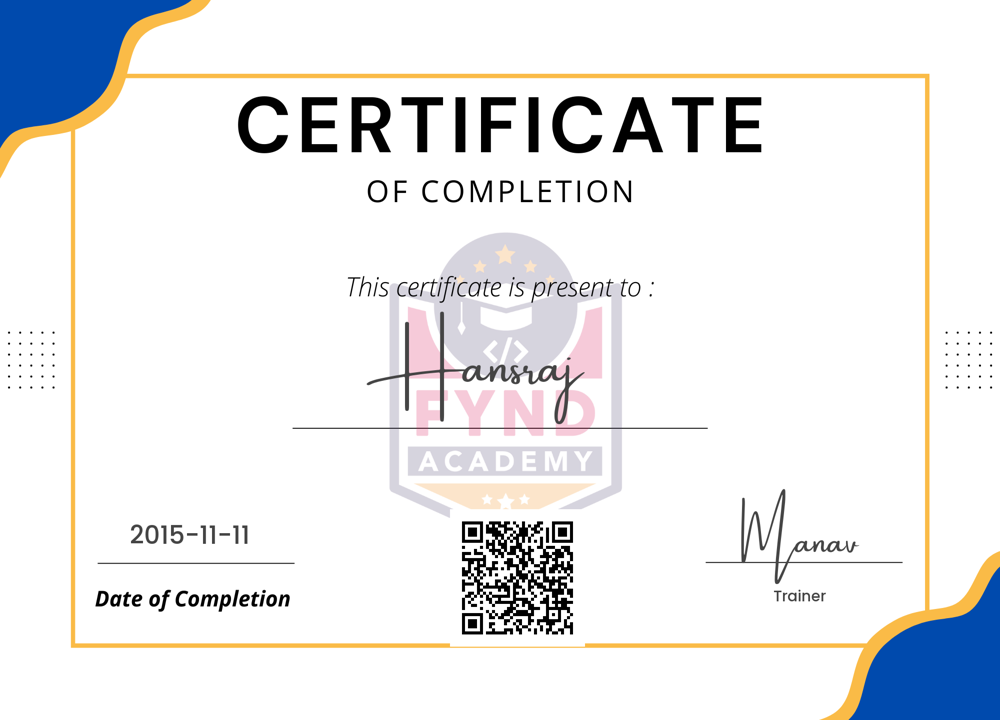 CERTIFICATE
OF COMPLETION
This certificate is present to :
Hansraj
FYND
ACADEMY
2015-11-11
Date of Completion
Manav
Trainer